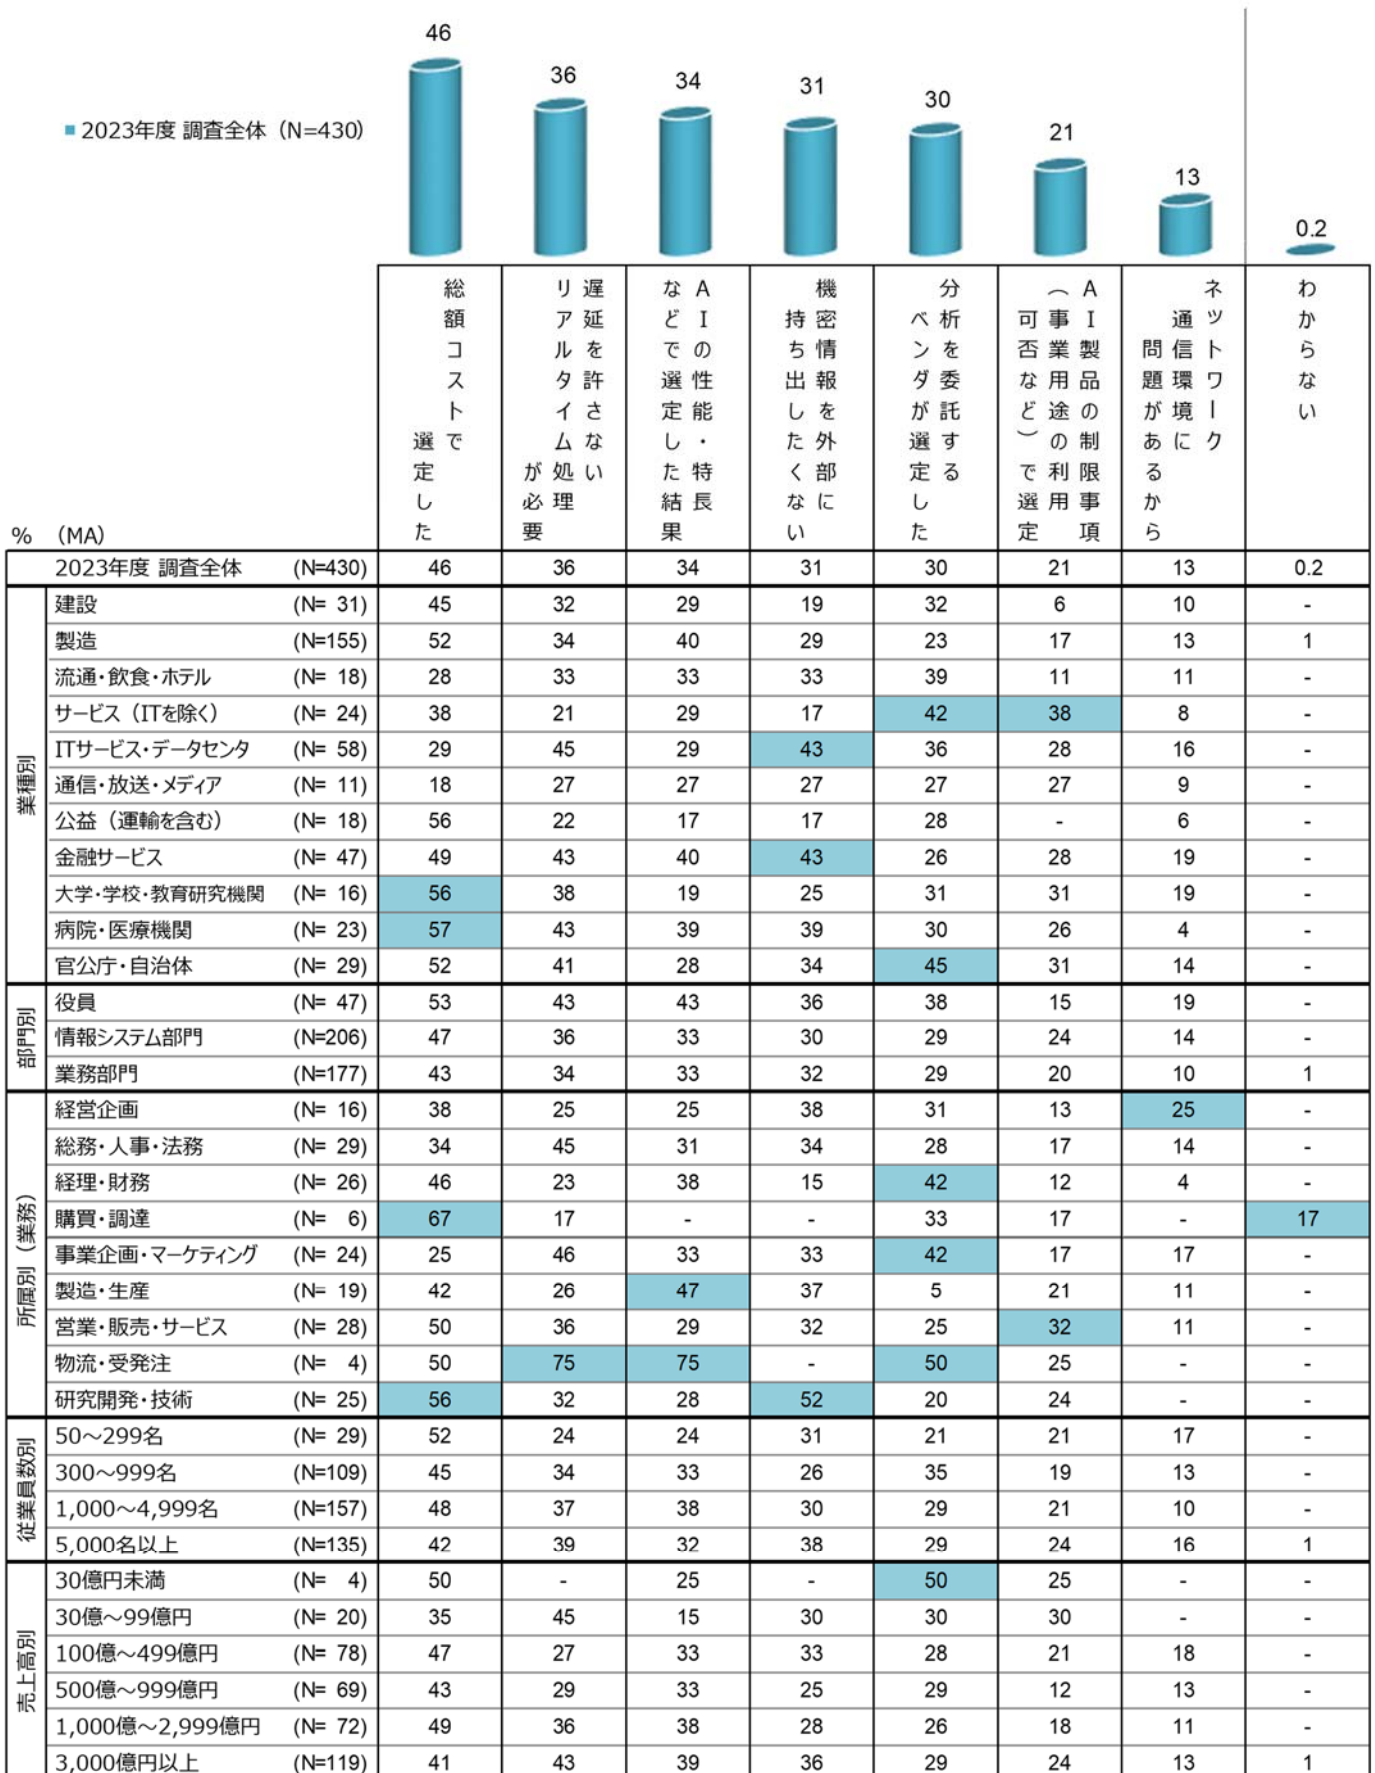 46
36
34
31
30
21
13
0.2
2023年度 調査全体（N=430）
総額コストで
選定した
遅延を許さない
リアルタイム処理
が必要
AIの性能・特長
などで選定した結果
機密情報を外部に
持ち出したくない
分析を委託する
ベンダが選定した
AI製品の制限事項
（事業用途の利用
可否など）で選定
ネットワーク
通信環境に
問題があるから
わからない
% （MA）
2023年度 調査全体 (N=430) 46 36 34 31 30 21 13 0.2
業種別
建設 (N= 31) 45 32 29 19 32 6 10 -
製造 (N=155) 52 34 40 29 23 17 13 1
流通・飲食・ホテル (N= 18) 28 33 33 33 39 11 11 -
サービス（ITを除く） (N= 24) 38 21 29 17 42 38 8 -
ITサービス・データセンタ (N= 58) 29 45 29 43 36 28 16 -
通信・放送・メディア (N= 11) 18 27 27 27 27 27 9 -
公益（運輸を含む） (N= 18) 56 22 17 17 28 - 6 -
金融サービス (N= 47) 49 43 40 43 26 28 19 -
大学・学校・教育研究機関 (N= 16) 56 38 19 25 31 31 19 -
病院・医療機関 (N= 23) 57 43 39 39 30 26 4 -
官公庁・自治体 (N= 29) 52 41 28 34 45 31 14 -
部門別
役員 (N= 47) 53 43 43 36 38 15 19 -
情報システム部門 (N=206) 47 36 33 30 29 24 14 -
業務部門 (N=177) 43 34 33 32 29 20 10 1
所属別（業務）
経営企画 (N= 16) 38 25 25 38 31 13 25 -
総務・人事・法務 (N= 29) 34 45 31 34 28 17 14 -
経理・財務 (N= 26) 46 23 38 15 42 12 4 -
購買・調達 (N= 6) 67 17 - - 33 17 - 17
事業企画・マーケティング (N= 24) 25 46 33 33 42 17 17 -
製造・生産 (N= 19) 42 26 47 37 5 21 11 -
営業・販売・サービス (N= 28) 50 36 29 32 25 32 11 -
物流・受発注 (N= 4) 50 75 75 - 50 25 - -
研究開発・技術 (N= 25) 56 32 28 52 20 24 - -
従業員数別
50～299名 (N= 29) 52 24 24 31 21 21 17 -
300～999名 (N=109) 45 34 33 26 35 19 13 -
1,000～4,999名 (N=157) 48 37 38 30 29 21 10 -
5,000名以上 (N=135) 42 39 32 38 29 24 16 1
売上高別
30億円未満 (N= 4) 50 - 25 - 50 25 - -
30億～99億円 (N= 20) 35 45 15 30 30 30 - -
100億～499億円 (N= 78) 47 27 33 33 28 21 18 -
500億～999億円 (N= 69) 43 29 33 25 29 12 13 -
1,000億～2,999億円 (N= 72) 49 36 38 28 26 18 11 -
3,000億円以上 (N=119) 41 43 39 36 29 24 13 1